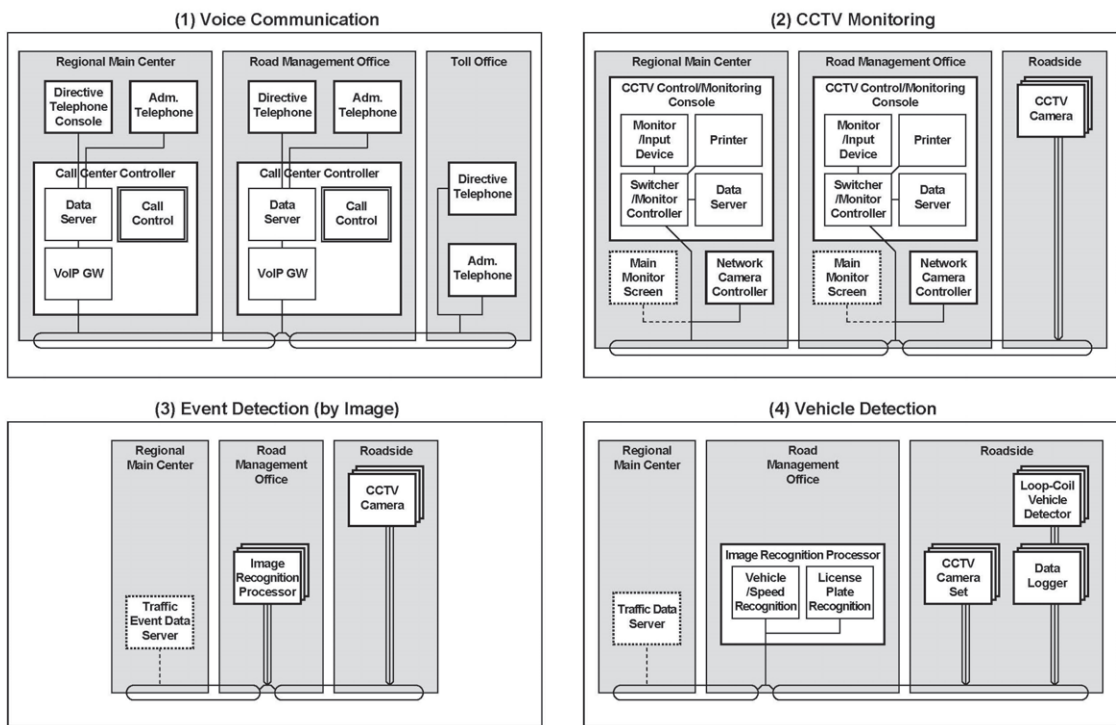 (1) Voice Communication
Regional Main Center
Directive
Telephone
Console
Adm.
Telephone
Call Center Controller
Data
Server
Call
Control
VoIP GW
Road Management Office
Directive
Telephone
Adm.
Telephone
Call Center Controller
Data
Server
Call
Control
VoIP GW
Toll Office
Directive
Telephone
Adm.
Telephone
(2) CCTV Monitoring
Regional Main Center
CCTV Control/Monitoring
Console
Monitor
/Input
Device
Printer
Switcher
/Monitor
Controller
Data
Server
Main
Monitor
Screen
Network
Camera
Controller
Road Management Office
CCTV Control/Monitoring
Console
Monitor
/Input
Device
Printer
Switcher
/Monitor
Controller
Data
Server
Main
Monitor
Screen
Network
Camera
Controller
Roadside
CCTV
Camera
(3) Event Detection (by Image)
Regional
Main Center
Traffic
Event Data
Server
Road
Management
Office
Image
Recognition
Processor
Roadside
CCTV
Camera
(4) Vehicle Detection
Regional
Main Center
Traffic Data
Server
Road
Management
Office
Image Recognition Processor
Vehicle
/Speed
Recognition
License
Plate
Recognition
Roadside
Loop-Coil
Vehicle
Detector
CCTV
Camera
Set
Data
Logger